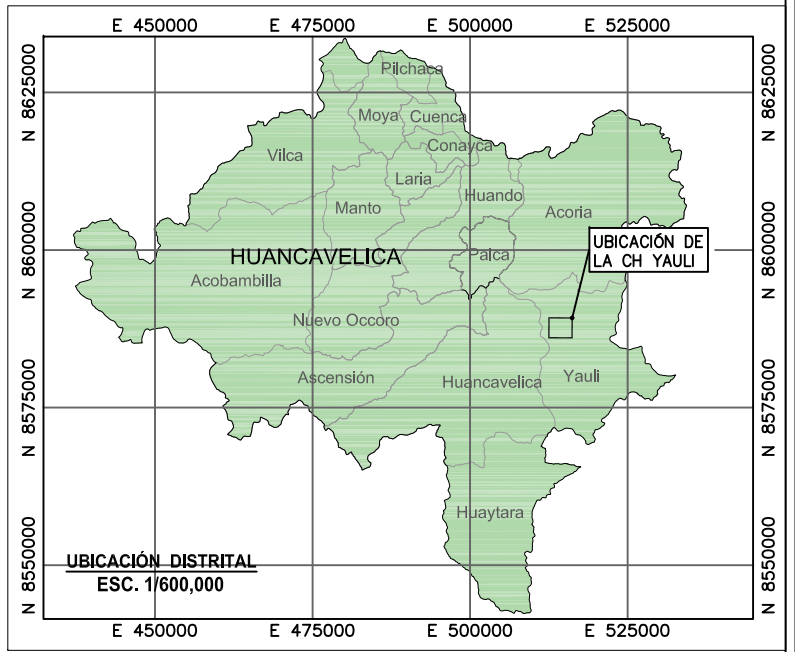 E 450000 E 475000 E 500000 E 525000
N 8625000
N 8625000
Pilchaca
Moya
Cuenca
Conayca
Vilca
Laria
Huando
Manto
Acoria
N 8600000
N 8600000
HUANCAVELICA
Palca
UBICACIÓN DE
LA CH YAULI
Acobambilla
Nuevo Occoro
Ascensión
Huancavelica
Yauli
N 8575000
N 8575000
Huaytara
N 8550000
N 8550000
UBICACIÓN DISTRITAL
ESC. 1/600,000
E 450000 E 475000 E 500000 E 525000